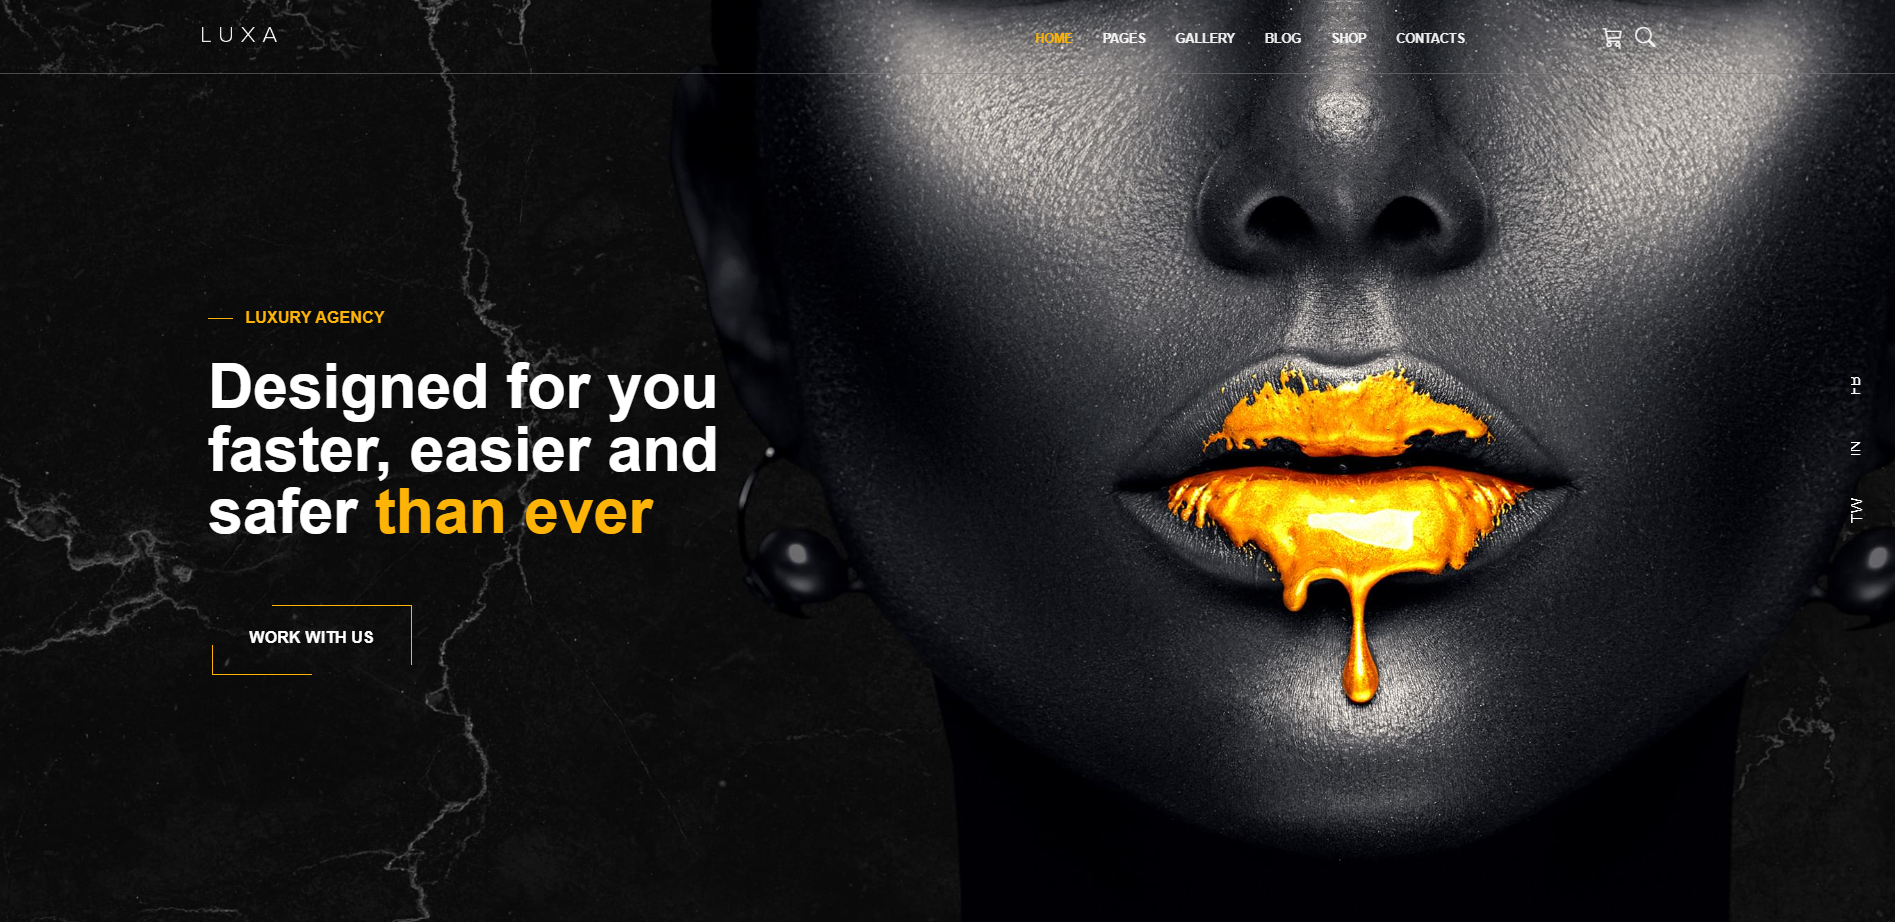 LUXA
HOME PAGES GALLERY BLOG SHOP CONTACTS
LUXURY AGENCY
Designed for you
faster, easier and
safer than ever
WORK WITH US
FB
IN
TW